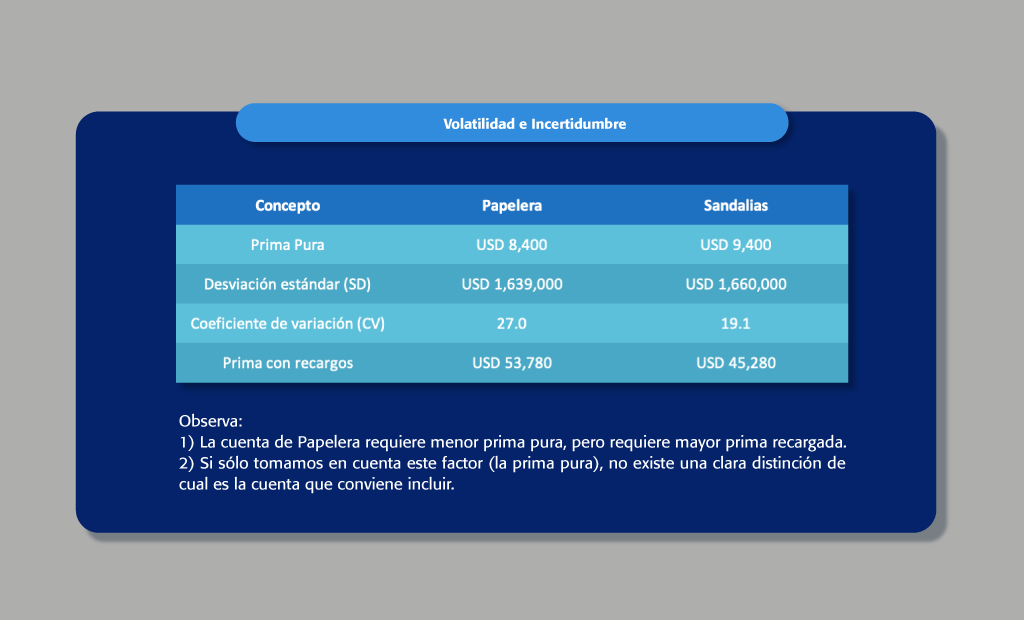 Volatilidad e Incertidumbre
Concepto Papelera Sandalias
Prima Pura USD 8,400 USD 9,400
Desviación estándar (SD) USD 1,639,000 USD 1,660,000
Coeficiente de variación (CV) 27.0 19.1
Prima con recargos USD 53,780 USD 45,280
Observa:
1) La cuenta de Papelera requiere menor prima pura, pero requiere mayor prima recargada.
2) Si sólo tomamos en cuenta este factor (la prima pura), no existe una clara distinción de
cual es la cuenta que conviene incluir.